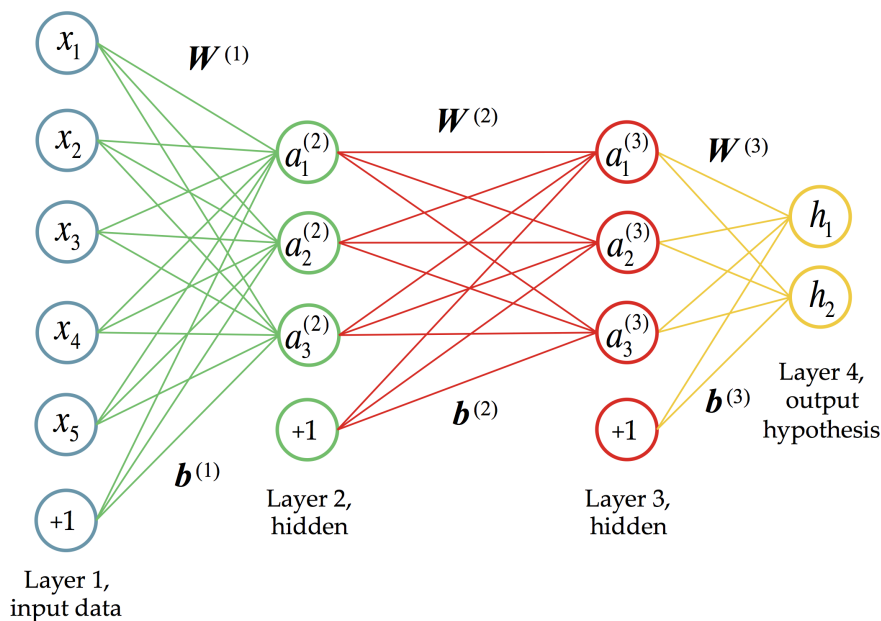 x₁
x₂
x₃
x₄
x₅
+1
Layer 1,
input data
W⁽¹⁾
b⁽¹⁾
a₁⁽²⁾
a₂⁽²⁾
a₃⁽²⁾
+1
Layer 2,
hidden
W⁽²⁾
b⁽²⁾
a₁⁽³⁾
a₂⁽³⁾
a₃⁽³⁾
+1
Layer 3,
hidden
W⁽³⁾
b⁽³⁾
h₁
h₂
Layer 4,
output
hypothesis